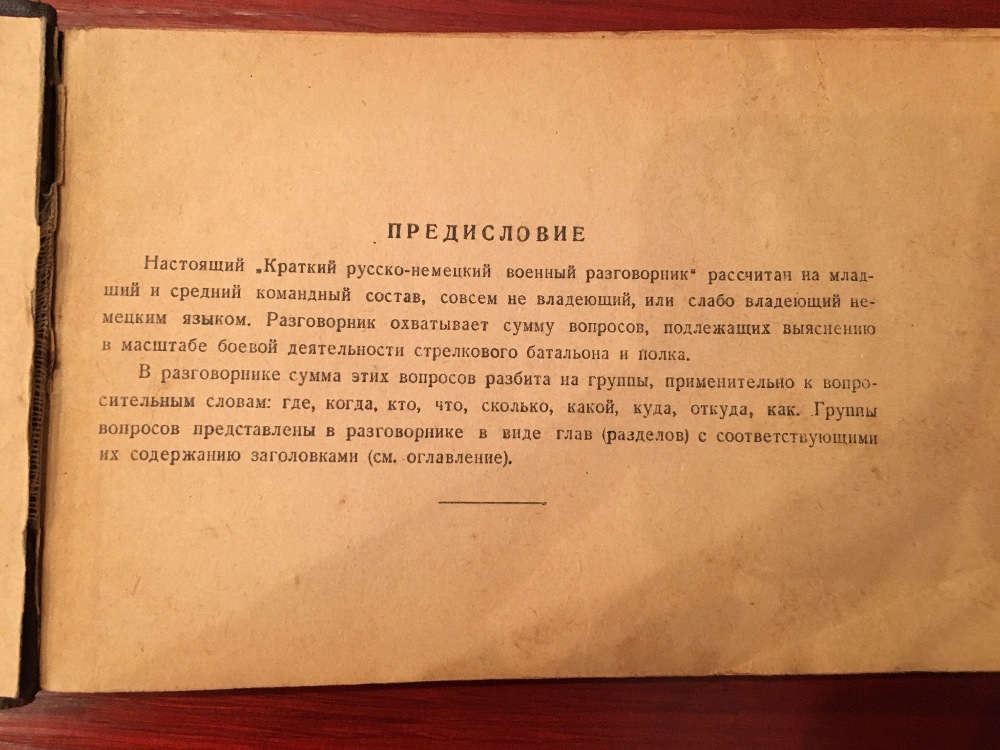 ПРЕДИСЛОВИЕ
Настоящий „Краткий русско-немецкий военный разговорник“ рассчитан на млад-
ший и средний командный состав, совсем не владеющий, или слабо владеющий не-
мецким языком. Разговорник охватывает сумму вопросов, подлежащих выяснению
в масштабе боевой деятельности стрелкового батальона и полка.
В разговорнике сумма этих вопросов разбита на группы, применительно к вопро-
сительным словам: где, когда, кто, что, сколько, какой, куда, откуда, как. Группы
вопросов представлены в разговорнике в виде глав (разделов) с соответствующими
их содержанию заголовками (см. оглавление).